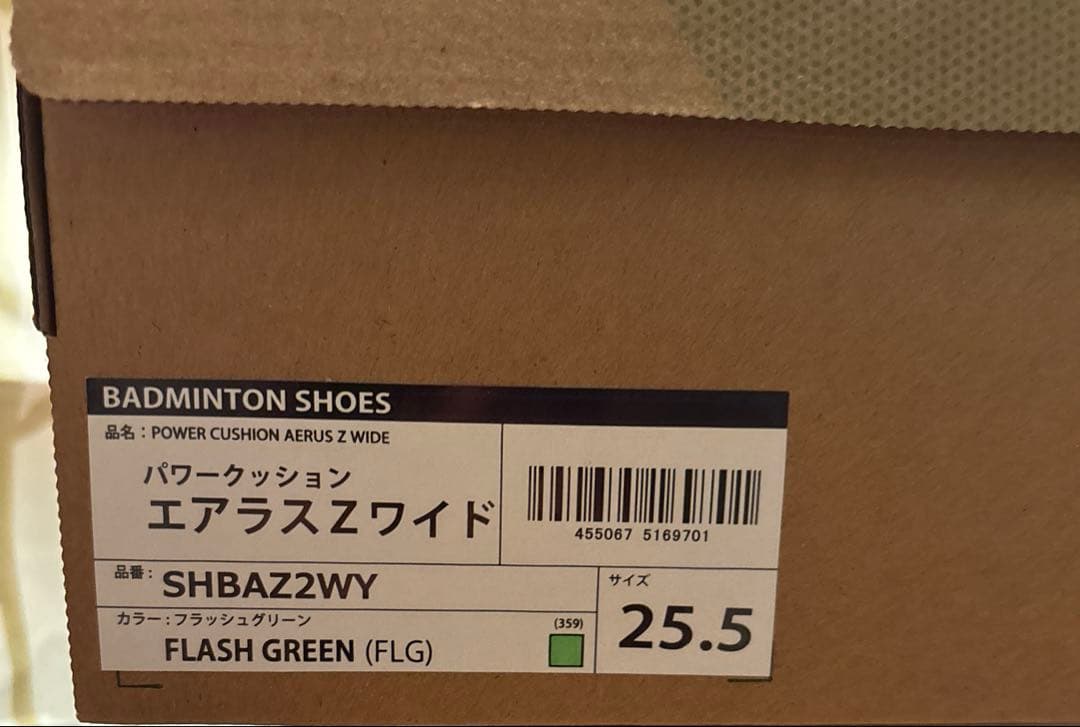 BADMINTON SHOES
品名：POWER CUSHION AERUS Z WIDE
パワークッション
エアラスZワイド
455067 5169701
品番：SHBAZ2WY
サイズ
25.5
カラー：フラッシュグリーン
FLASH GREEN (FLG)
(359)